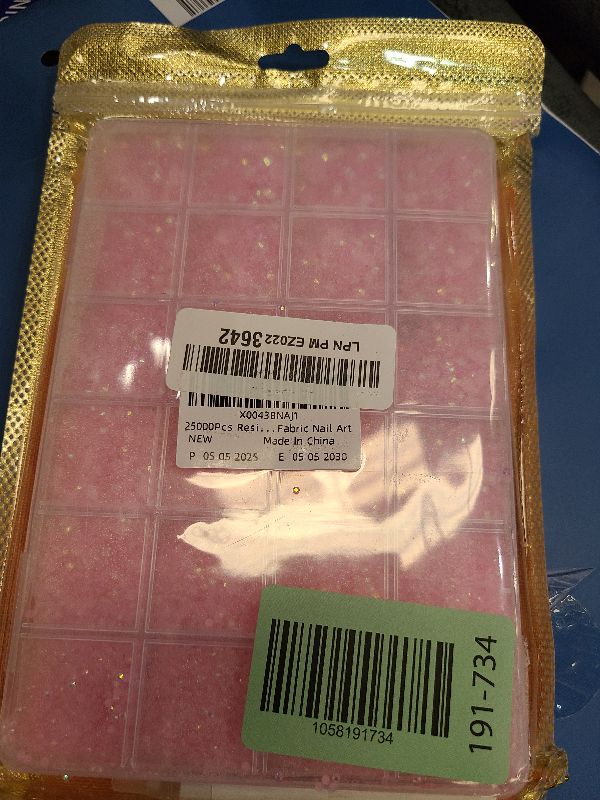 LPN PM EZ0223642
X00438NAJ1
25000Pcs Resi...Fabric Nail Art
NEW Made In China
P 05 05 2025 E 05 05 2030
1058191734
191-734